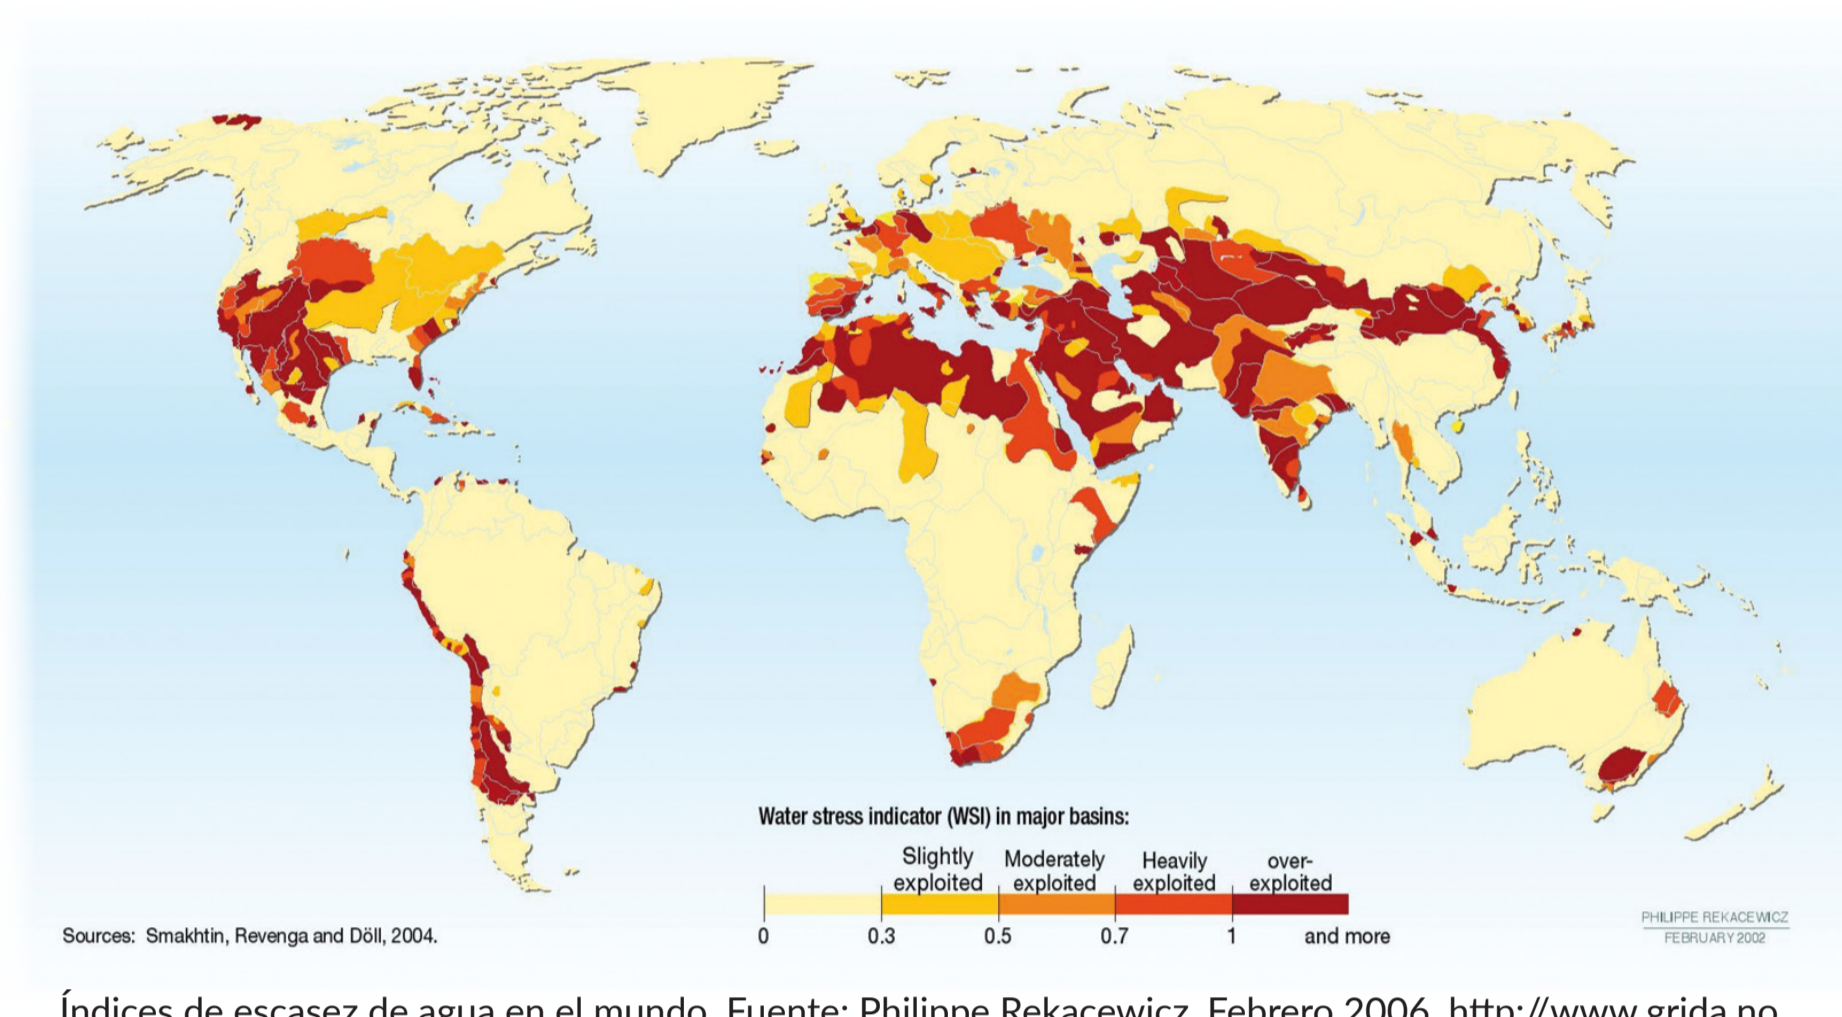 Water stress indicator (WSI) in major basins:
Slightly exploited
Moderately exploited
Heavily exploited
over-exploited
0 0.3 0.5 0.7 1 and more
Sources: Smakhtin, Revenga and Döll, 2004.
PHILIPPE REKACEWICZ
FEBRUARY 2002
Índices de escasez de agua en el mundo. Fuente: Philippe Rekacewicz, Febrero 2006. http://www.grida.no